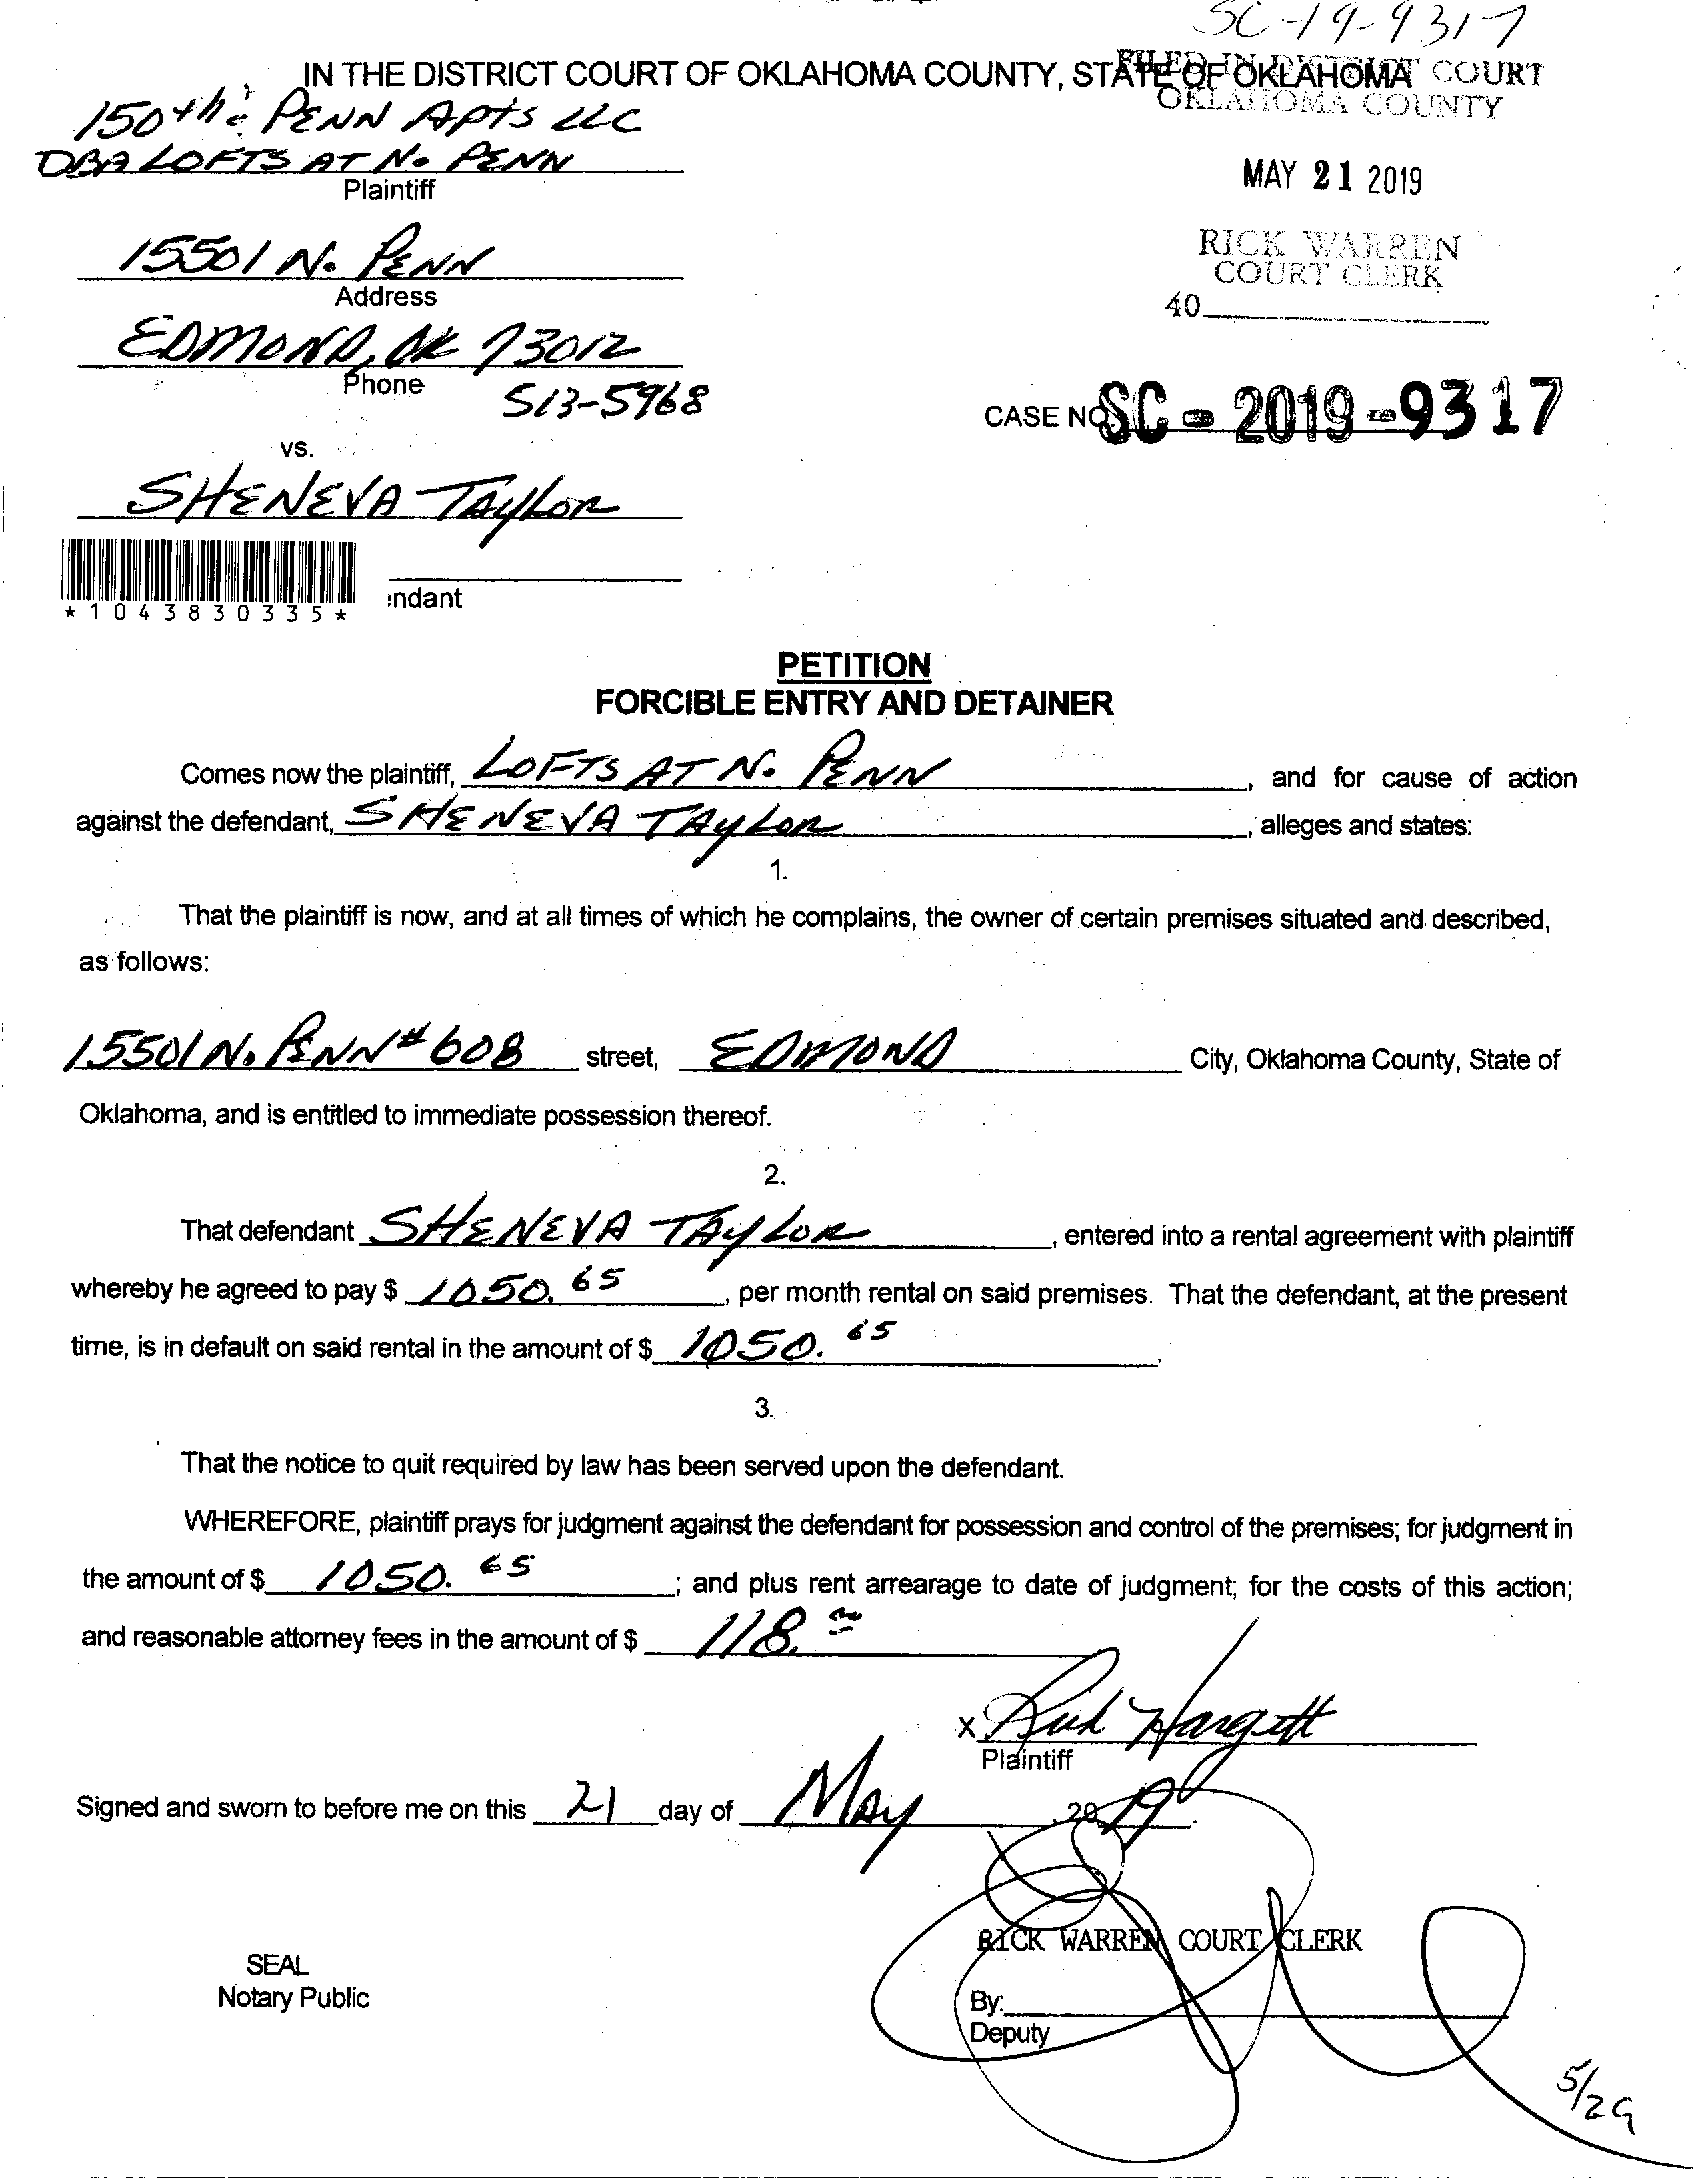 SC-19-9317
IN THE DISTRICT COURT OF OKLAHOMA COUNTY, STATE OF OKLAHOMA
FILED IN DISTRICT COURT
OKLAHOMA COUNTY
150th & PENN APTS LLC
DBA LOFTS AT N. PENN
Plaintiff
MAY 21 2019
15501 N. PENN
Address
RICK WARREN
COURT CLERK
40
EDMOND, OK 73012
Phone
513-5968
CASE NO SC - 2019 - 9317
vs.
SHENEVA TAYLOR
*1043830335*
endant
PETITION
FORCIBLE ENTRY AND DETAINER
Comes now the plaintiff, LOFTS AT N. PENN, and for cause of action
against the defendant, SHENEVA TAYLOR, alleges and states:
1.
That the plaintiff is now, and at all times of which he complains, the owner of certain premises situated and described,
as follows:
15501 N. PENN #608 street, EDMOND City, Oklahoma County, State of
Oklahoma, and is entitled to immediate possession thereof.
2.
That defendant SHENEVA TAYLOR, entered into a rental agreement with plaintiff
whereby he agreed to pay $ 1050.65, per month rental on said premises. That the defendant, at the present
time, is in default on said rental in the amount of $ 1050.65.
3.
That the notice to quit required by law has been served upon the defendant.
WHEREFORE, plaintiff prays for judgment against the defendant for possession and control of the premises; for judgment in
the amount of $ 1050.65; and plus rent arrearage to date of judgment; for the costs of this action;
and reasonable attorney fees in the amount of $ 118.
X Rick Hargett
Plaintiff
Signed and sworn to before me on this 21 day of May, 2019.
RICK WARREN COURT CLERK
SEAL
Notary Public
By:
Deputy
5/29